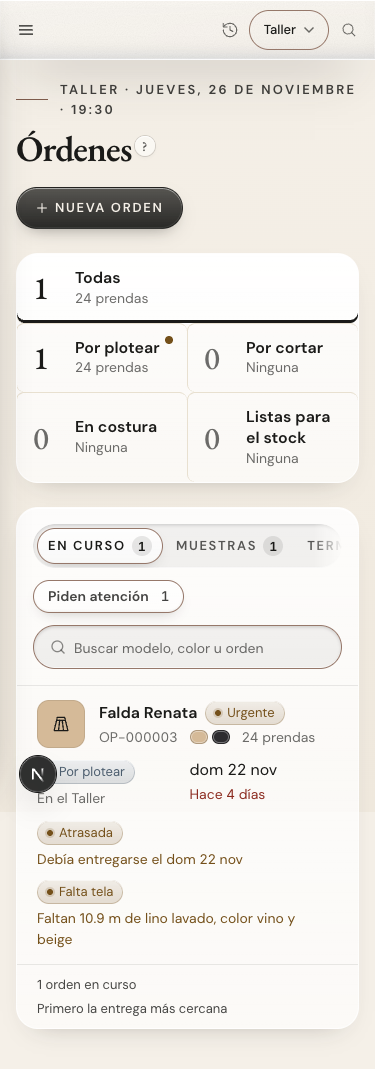 Taller
TALLER · JUEVES, 26 DE NOVIEMBRE
· 19:30
Órdenes ?
+ NUEVA ORDEN
1 Todas
24 prendas
1 Por plotear
24 prendas
0 Por cortar
Ninguna
0 En costura
Ninguna
0 Listas para
el stock
Ninguna
EN CURSO 1 MUESTRAS 1 TERM
Piden atención 1
Buscar modelo, color u orden
Falda Renata Urgente
OP-000003 24 prendas
N Por plotear dom 22 nov
En el Taller Hace 4 días
Atrasada
Debía entregarse el dom 22 nov
Falta tela
Faltan 10.9 m de lino lavado, color vino y
beige
1 orden en curso
Primero la entrega más cercana